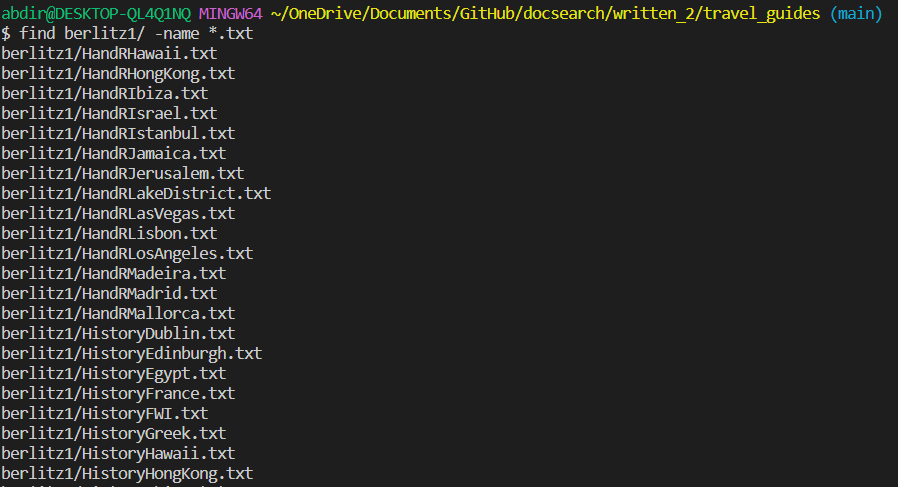 abdir@DESKTOP-QL4Q1NQ MINGW64 ~/OneDrive/Documents/GitHub/docsearch/written_2/travel_guides (main)
$ find berlitz1/ -name *.txt
berlitz1/HandRHawaii.txt
berlitz1/HandRHongKong.txt
berlitz1/HandRIbiza.txt
berlitz1/HandRIsrael.txt
berlitz1/HandRIstanbul.txt
berlitz1/HandRJamaica.txt
berlitz1/HandRJerusalem.txt
berlitz1/HandRLakeDistrict.txt
berlitz1/HandRLasVegas.txt
berlitz1/HandRLisbon.txt
berlitz1/HandRLosAngeles.txt
berlitz1/HandRMadeira.txt
berlitz1/HandRMadrid.txt
berlitz1/HandRMallorca.txt
berlitz1/HistoryDublin.txt
berlitz1/HistoryEdinburgh.txt
berlitz1/HistoryEgypt.txt
berlitz1/HistoryFrance.txt
berlitz1/HistoryFWI.txt
berlitz1/HistoryGreek.txt
berlitz1/HistoryHawaii.txt
berlitz1/HistoryHongKong.txt